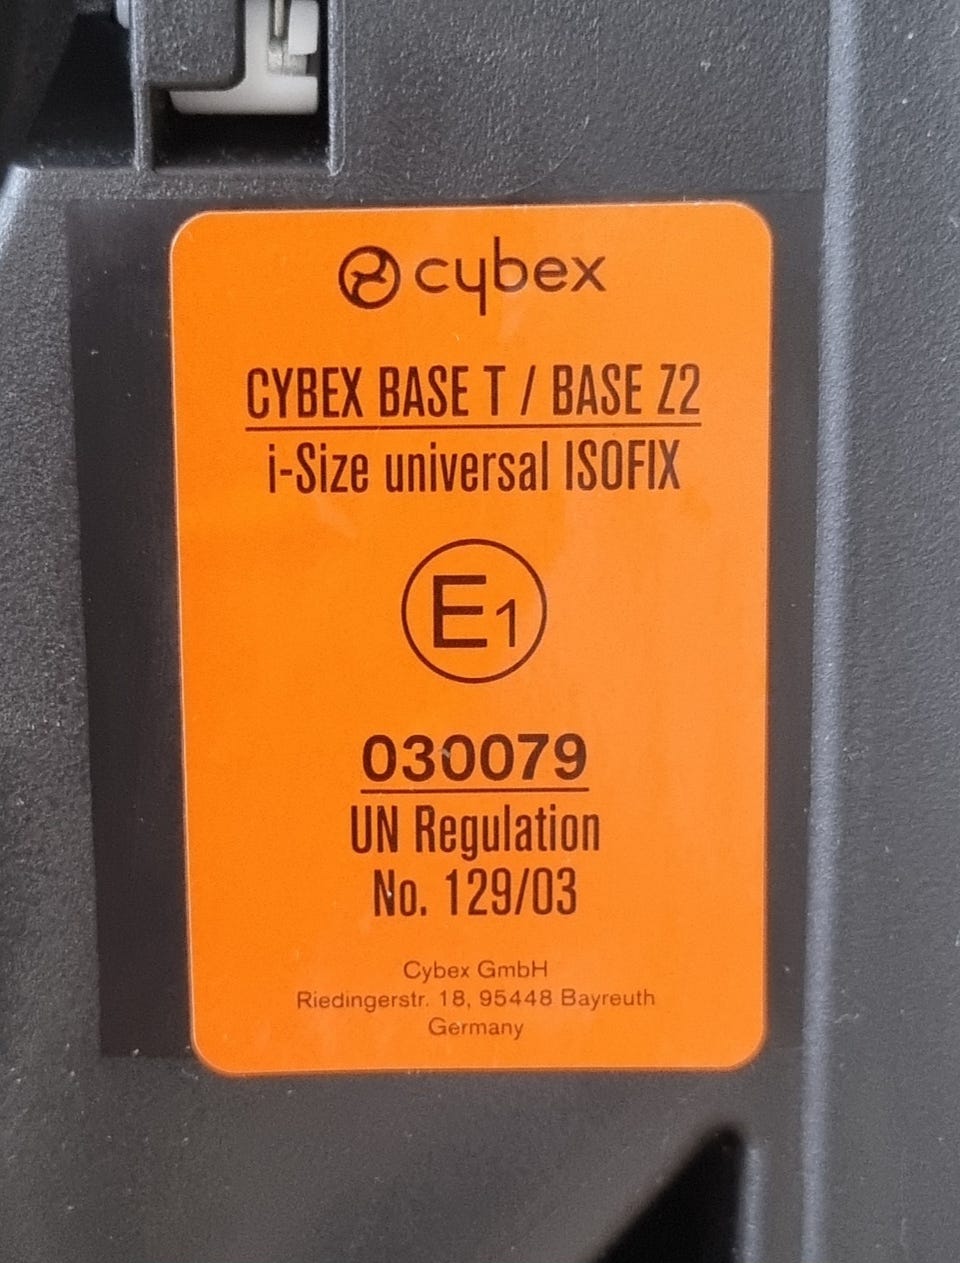 cybex
CYBEX BASE T / BASE Z2
i-Size universal ISOFIX
E1
030079
UN Regulation
No. 129/03
Cybex GmbH
Riedingerstr. 18, 95448 Bayreuth
Germany